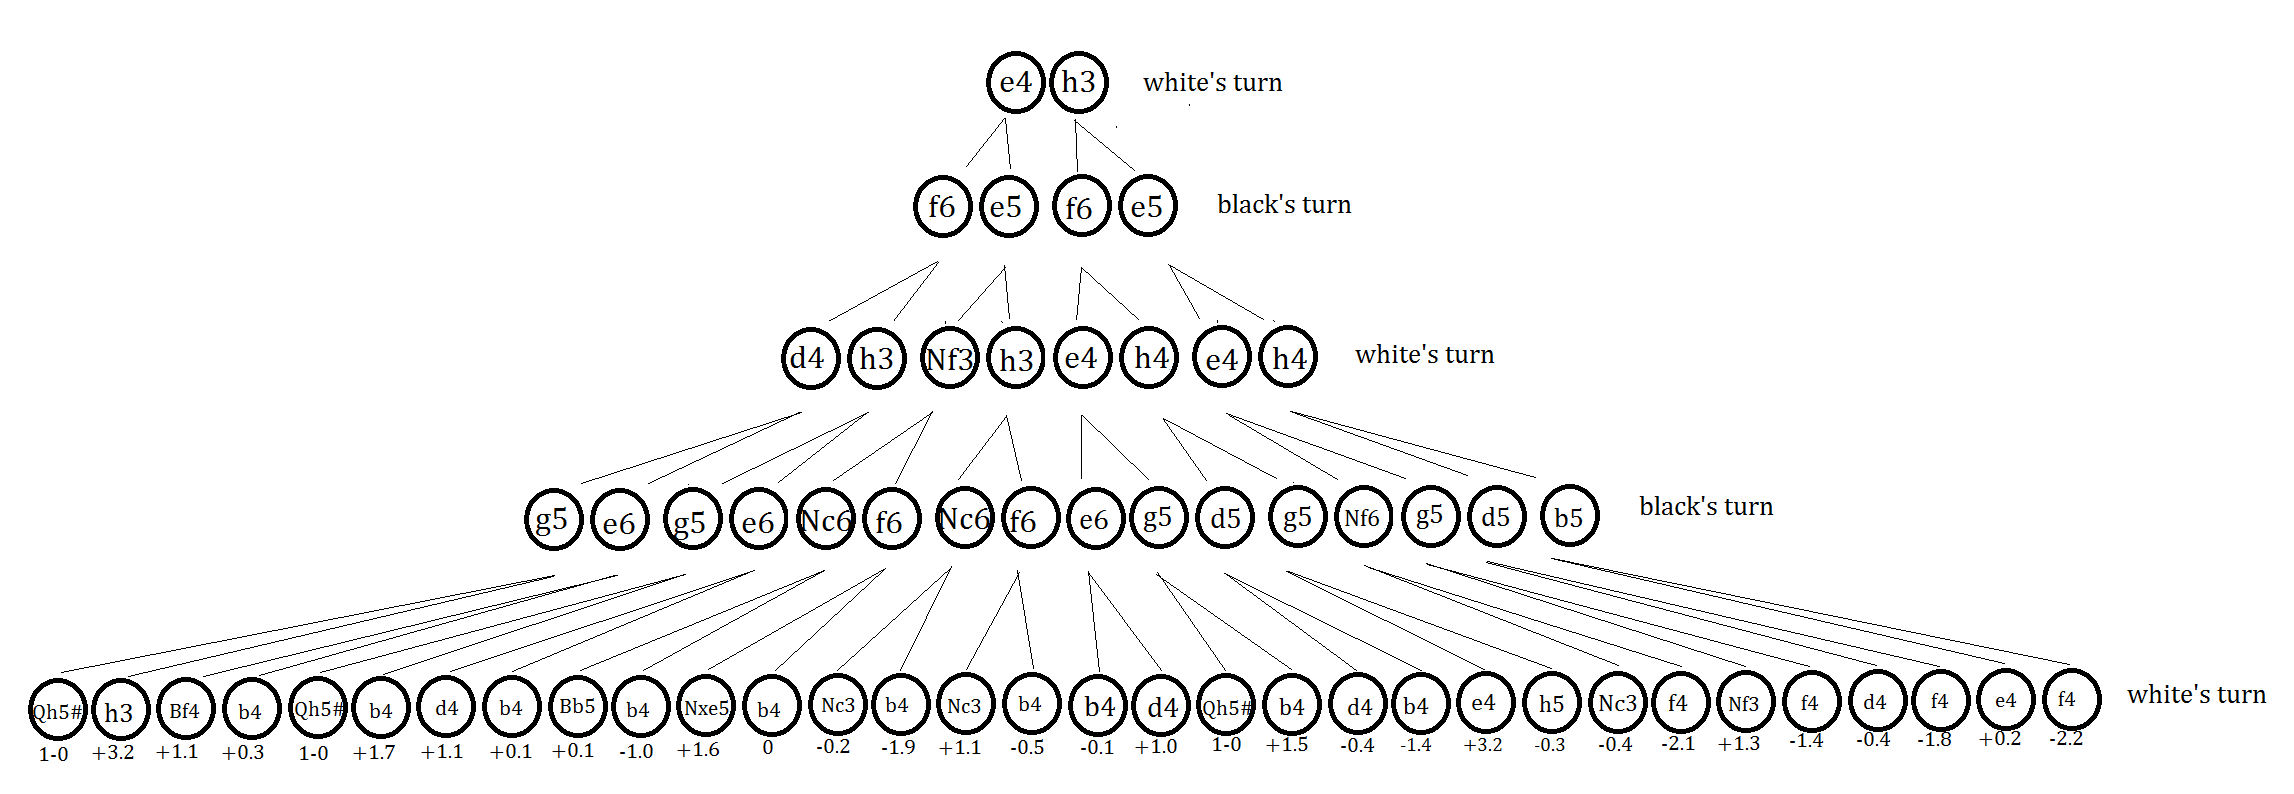 e4 h3 white's turn
f6 e5 f6 e5 black's turn
d4 h3 Nf3 h3 e4 h4 e4 h4 white's turn
g5 e6 g5 e6 Nc6 f6 Nc6 f6 e6 g5 d5 g5 Nf6 g5 d5 b5 black's turn
Qh5# h3 Bf4 b4 Qh5# b4 d4 b4 Bb5 b4 Nxe5 b4 Nc3 b4 Nc3 b4 b4 d4 Qh5# b4 d4 b4 e4 h5 Nc3 f4 Nf3 f4 d4 f4 e4 f4 white's turn
1-0 +3.2 +1.1 +0.3 1-0 +1.7 +1.1 +0.1 +0.1 -1.0 +1.6 0 -0.2 -1.9 +1.1 -0.5 -0.1 +1.0 1-0 +1.5 -0.4 -1.4 +3.2 -0.3 -0.4 -2.1 +1.3 -1.4 -0.4 -1.8 +0.2 -2.2